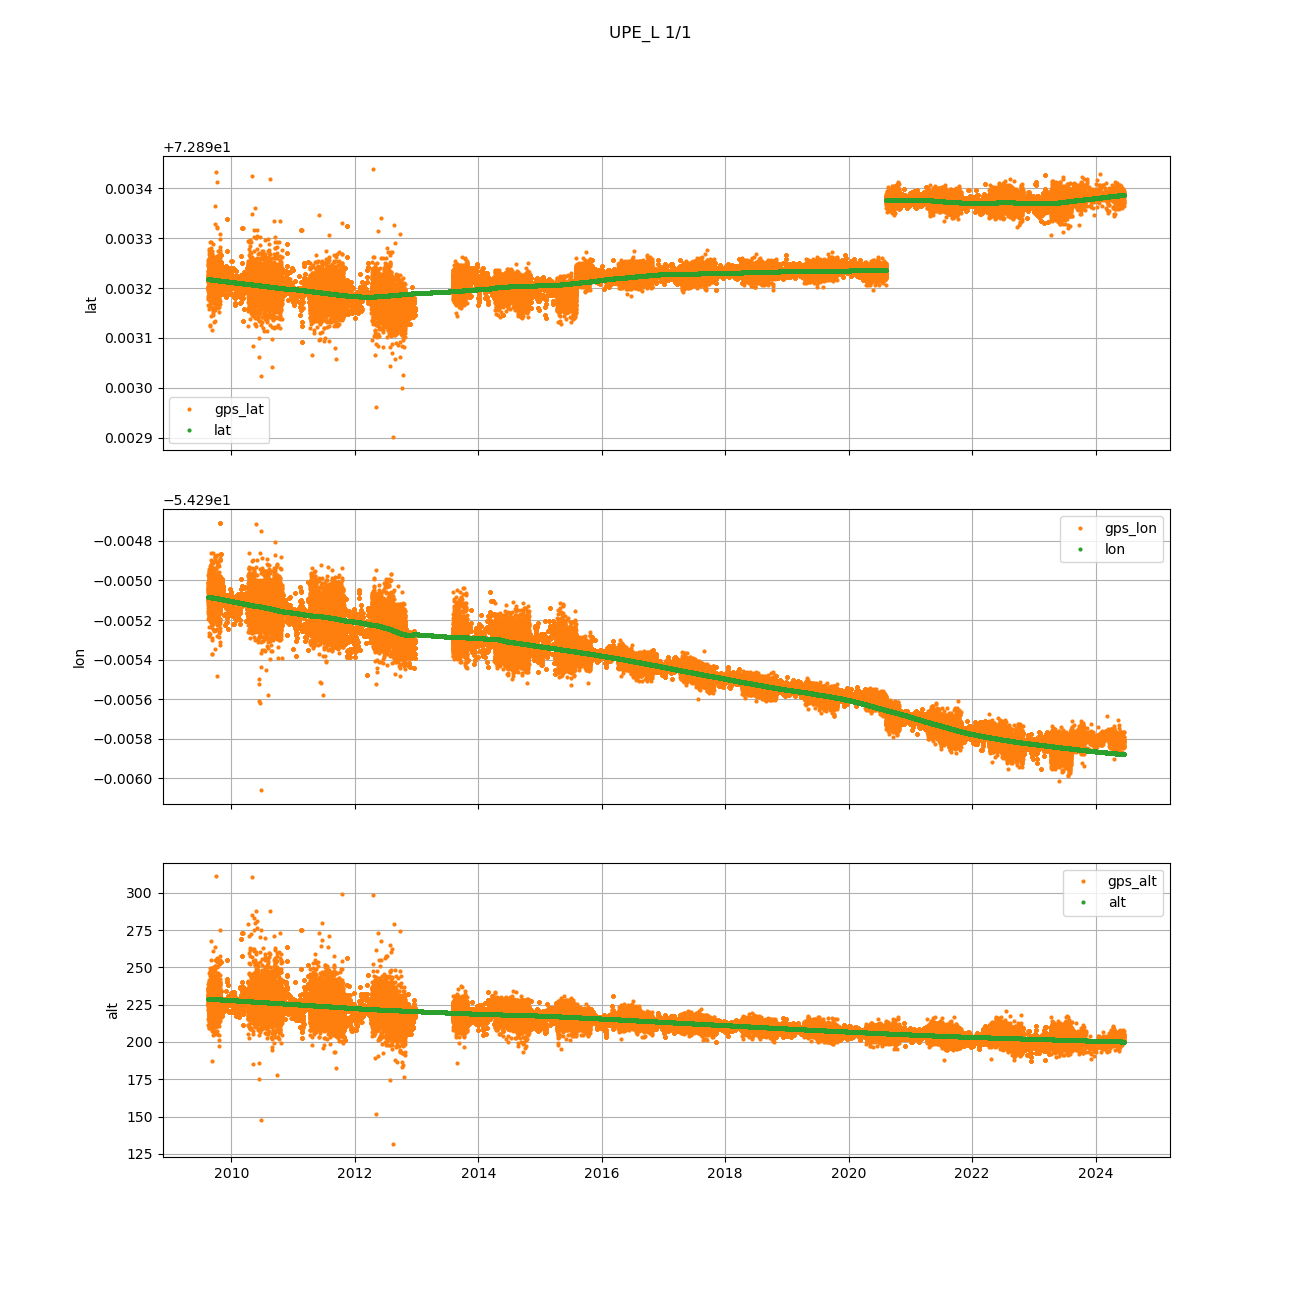 UPE_L 1/1
+7.289e1
0.0034
0.0033
0.0032
0.0031
0.0030
0.0029
lat
gps_lat
lat
−5.429e1
−0.0048
−0.0050
−0.0052
−0.0054
−0.0056
−0.0058
−0.0060
lon
gps_lon
lon
300
275
250
225
200
175
150
125
alt
gps_alt
alt
2010 2012 2014 2016 2018 2020 2022 2024